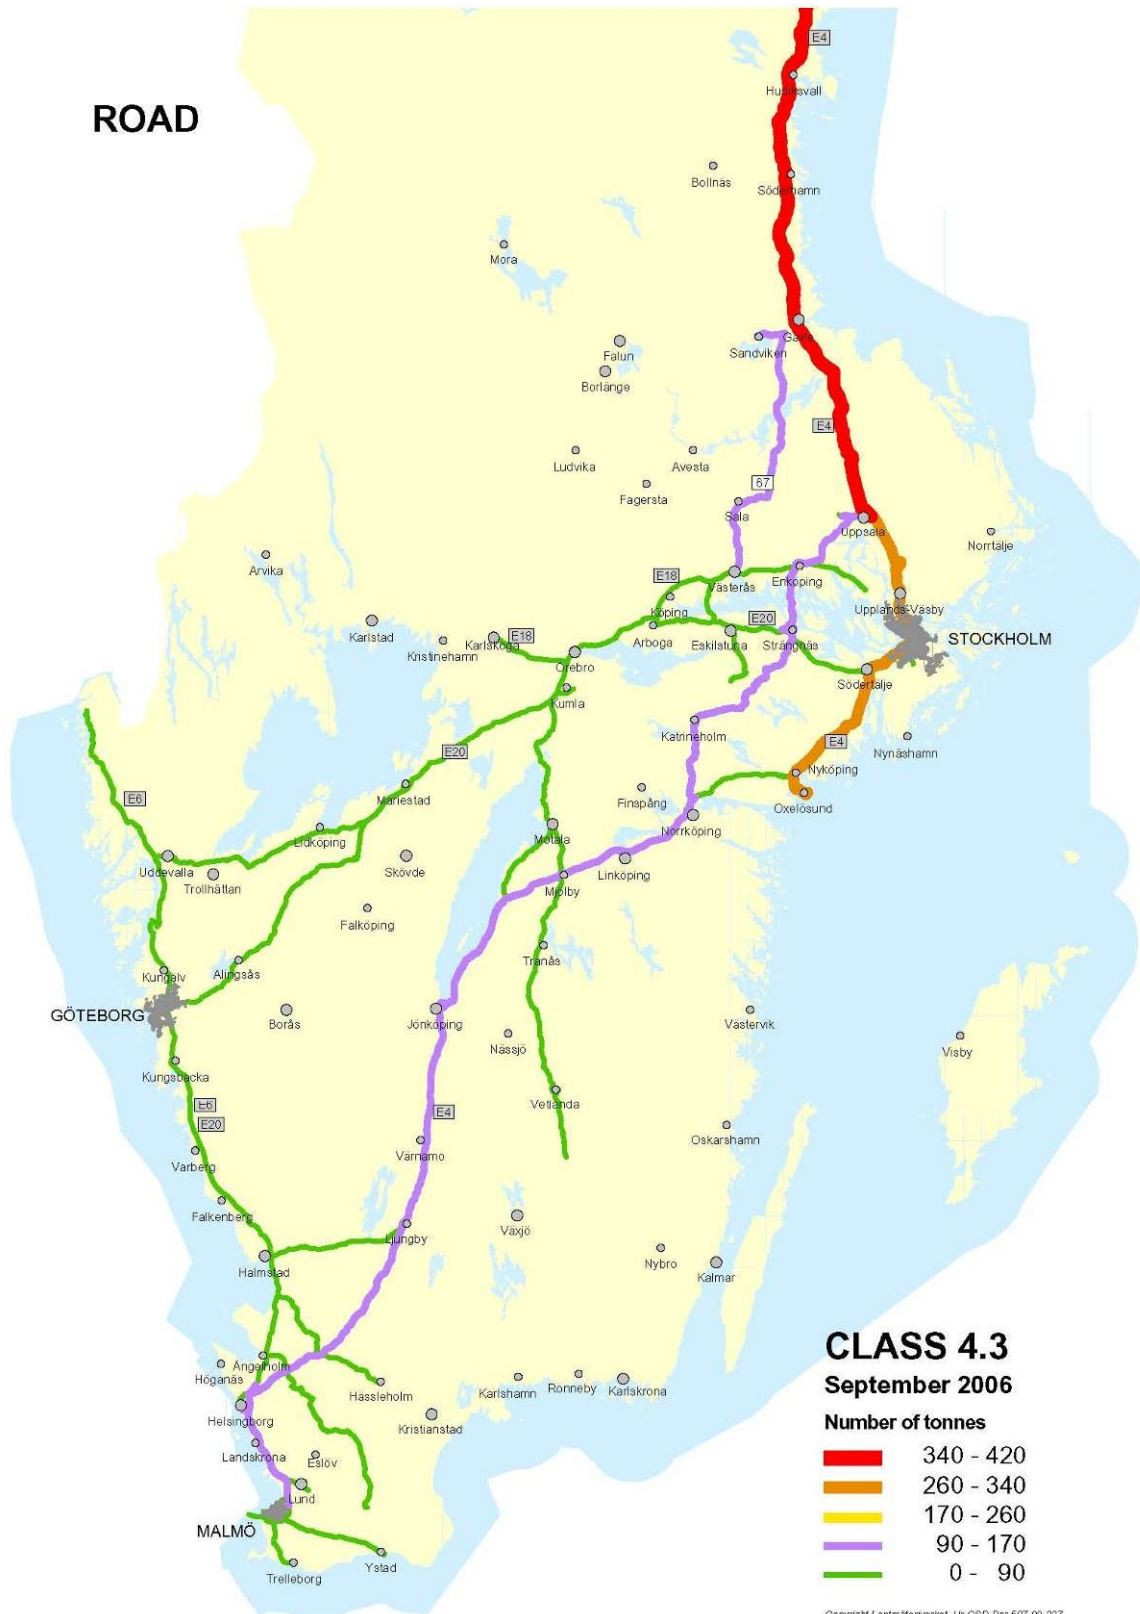 E4
Hudiksvall
ROAD
Bollnäs
Söderhamn
Mora
Gävle
Sandviken
Falun
Borlänge
E4
Ludvika
Avesta
Fagersta
67
Sala
Uppsala
Norrtälje
Arvika
E18
Västerås
Enköping
Köping
Upplands-Väsby
Karlstad
Kristinehamn
Karlskoga
E18
Örebro
Arboga
E20
Eskilstuna
Strängnäs
STOCKHOLM
Södertälje
Kumla
Katrineholm
E4
Nynäshamn
E20
Nyköping
Mariestad
Finspång
Oxelösund
E6
Lidköping
Motala
Norrköping
Uddevalla
Trollhättan
Skövde
Mjölby
Linköping
Falköping
Tranås
Kungälv
Alingsås
GÖTEBORG
Borås
Jönköping
Västervik
Nässjö
Visby
Kungsbacka
Vetlanda
E6
E4
E20
Oskarshamn
Värnamo
Varberg
Falkenberg
Växjö
Ljungby
Nybro
Kalmar
Halmstad
CLASS 4.3
Ängelholm
Höganäs
Hässleholm
Karlshamn
Ronneby
Karlskrona
September 2006
Helsingborg
Kristianstad
Number of tonnes
Landskrona
Eslöv
340 - 420
260 - 340
Lund
170 - 260
MALMÖ
90 - 170
Ystad
Trelleborg
0 - 90